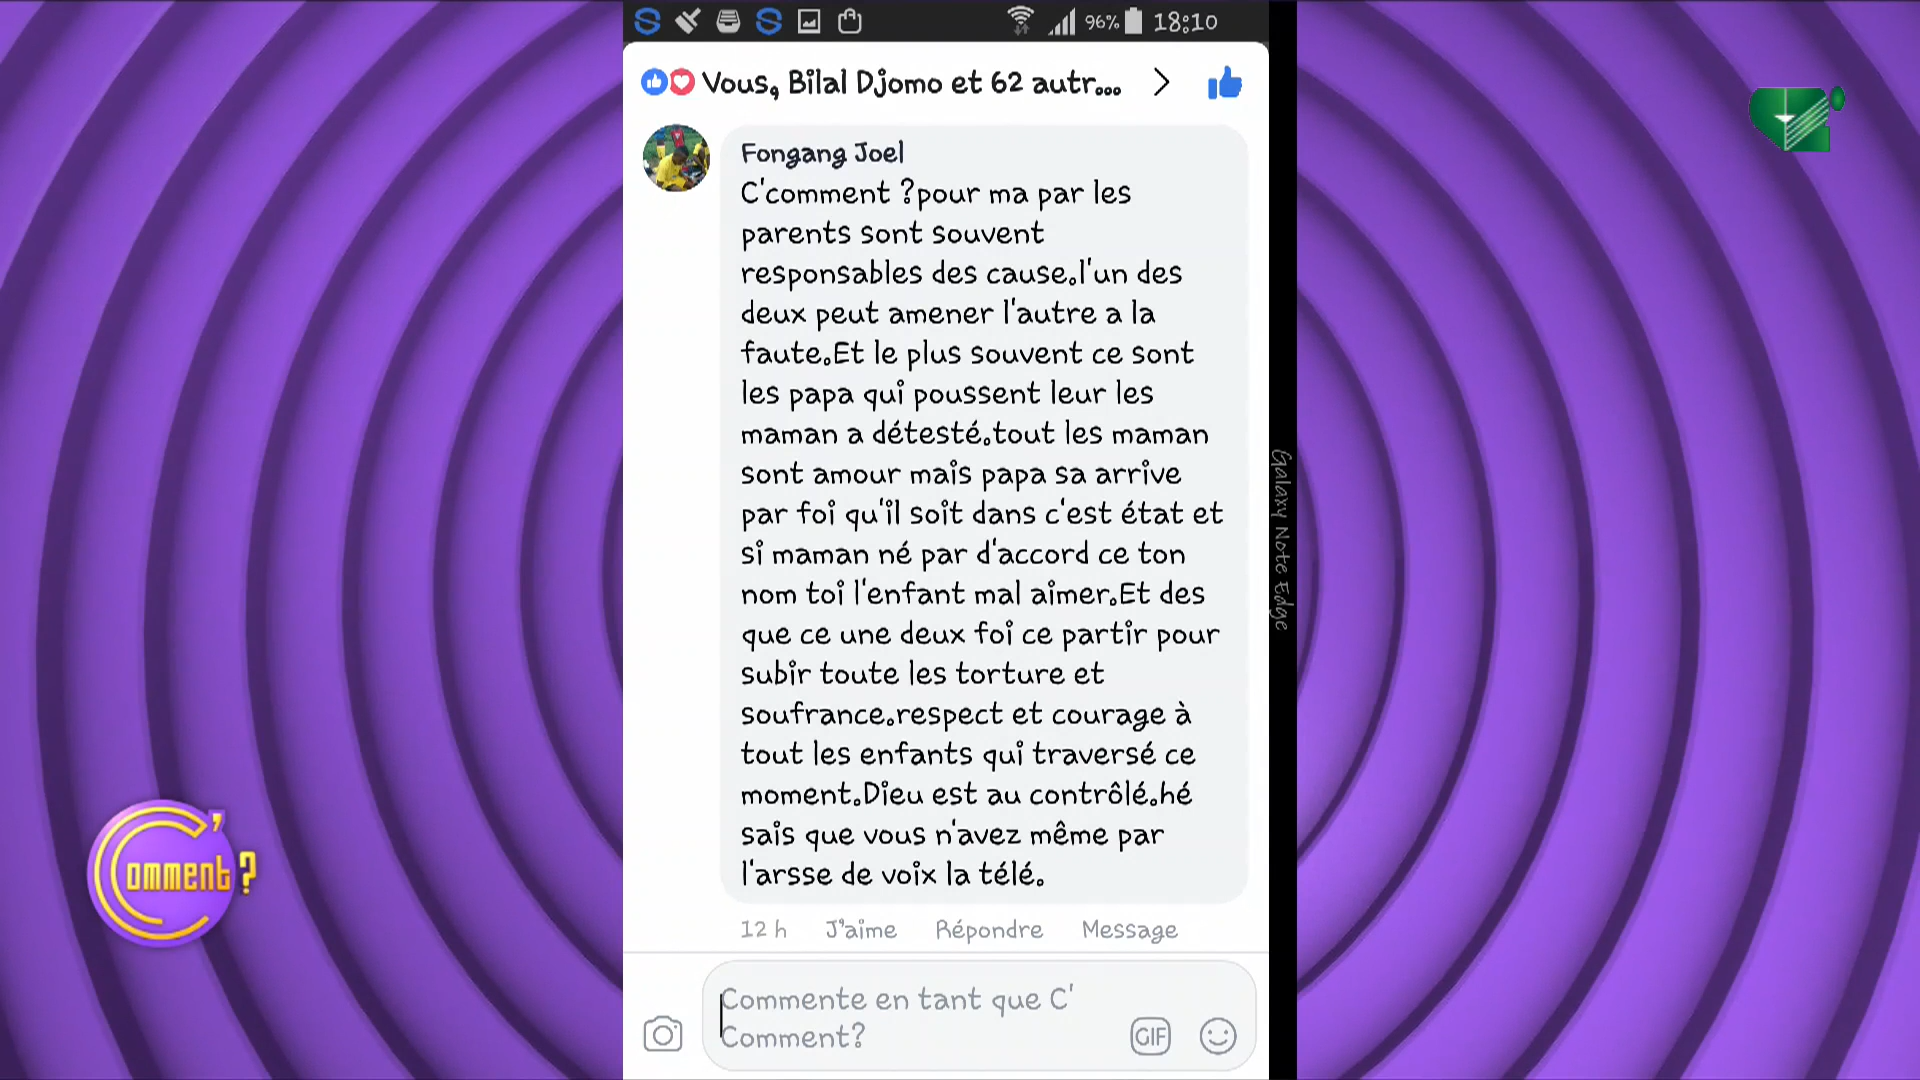 96% 18:10
Vous, Bilal Djomo et 62 autr...
Fongang Joel
C'comment ?pour ma par les
parents sont souvent
responsables des cause.l'un des
deux peut amener l'autre a la
faute.Et le plus souvent ce sont
les papa qui poussent leur les
maman a détesté.tout les maman
sont amour mais papa sa arrive
par foi qu'il soit dans c'est état et
si maman né par d'accord ce ton
nom toi l'enfant mal aimer.Et des
que ce une deux foi ce partir pour
subir toute les torture et
soufrance.respect et courage à
tout les enfants qui traversé ce
moment.Dieu est au contrôlé.hé
sais que vous n'avez même par
l'arsse de voix la télé.
12 h J'aime Répondre Message
Commente en tant que C'
Comment?
GIF
Galaxy Note Edge
C'omment ?